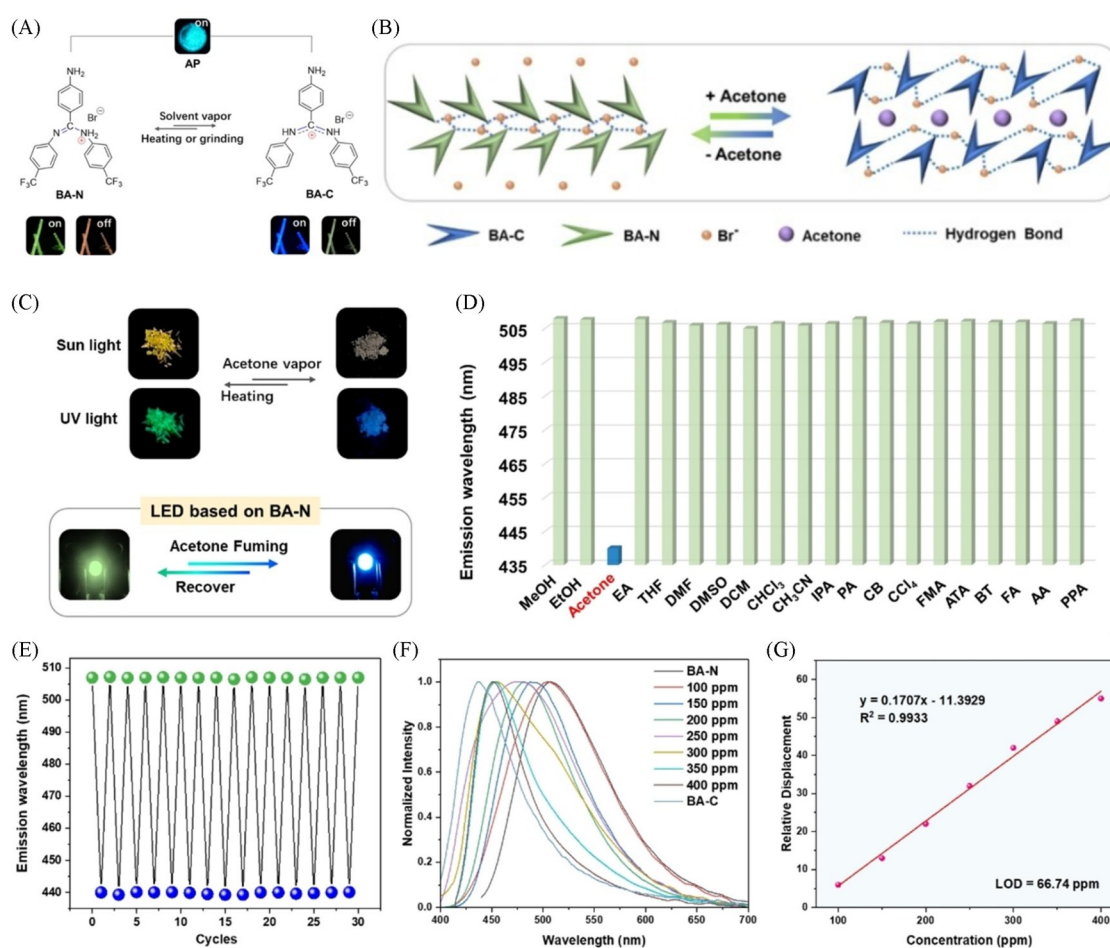 (A)
on
AP
NH2
Br⊖
N
NH2
⊕
F3C
CF3
BA-N
on
off
Solvent vapor
Heating or grinding
NH2
Br⊖
NH
C
NH
⊕
F3C
CF3
BA-C
on
off
(B)
+ Acetone
- Acetone
BA-C
BA-N
Br-
Acetone
Hydrogen Bond
(C)
Sun light
UV light
Acetone vapor
Heating
LED based on BA-N
Acetone Fuming
Recover
(D)
Emission wavelength (nm)
505
495
485
475
465
455
445
435
MeOH
EtOH
Acetone
EA
THF
DMF
DMSO
DCM
CHCl3
CH3CN
IPA
PA
CB
CCl4
FMA
ATA
BT
FA
AA
PPA
(E)
Emission wavelength (nm)
510
500
490
480
470
460
450
440
0 5 10 15 20 25 30
Cycles
(F)
Normalized Intensity
1.0
0.8
0.6
0.4
0.2
0.0
400 450 500 550 600 650 700
Wavelength (nm)
BA-N
100 ppm
150 ppm
200 ppm
250 ppm
300 ppm
350 ppm
400 ppm
BA-C
(G)
Relative Displacement
60
50
40
30
20
10
0
y = 0.1707x - 11.3929
R2 = 0.9933
LOD = 66.74 ppm
100 200 300 400
Concentration (ppm)